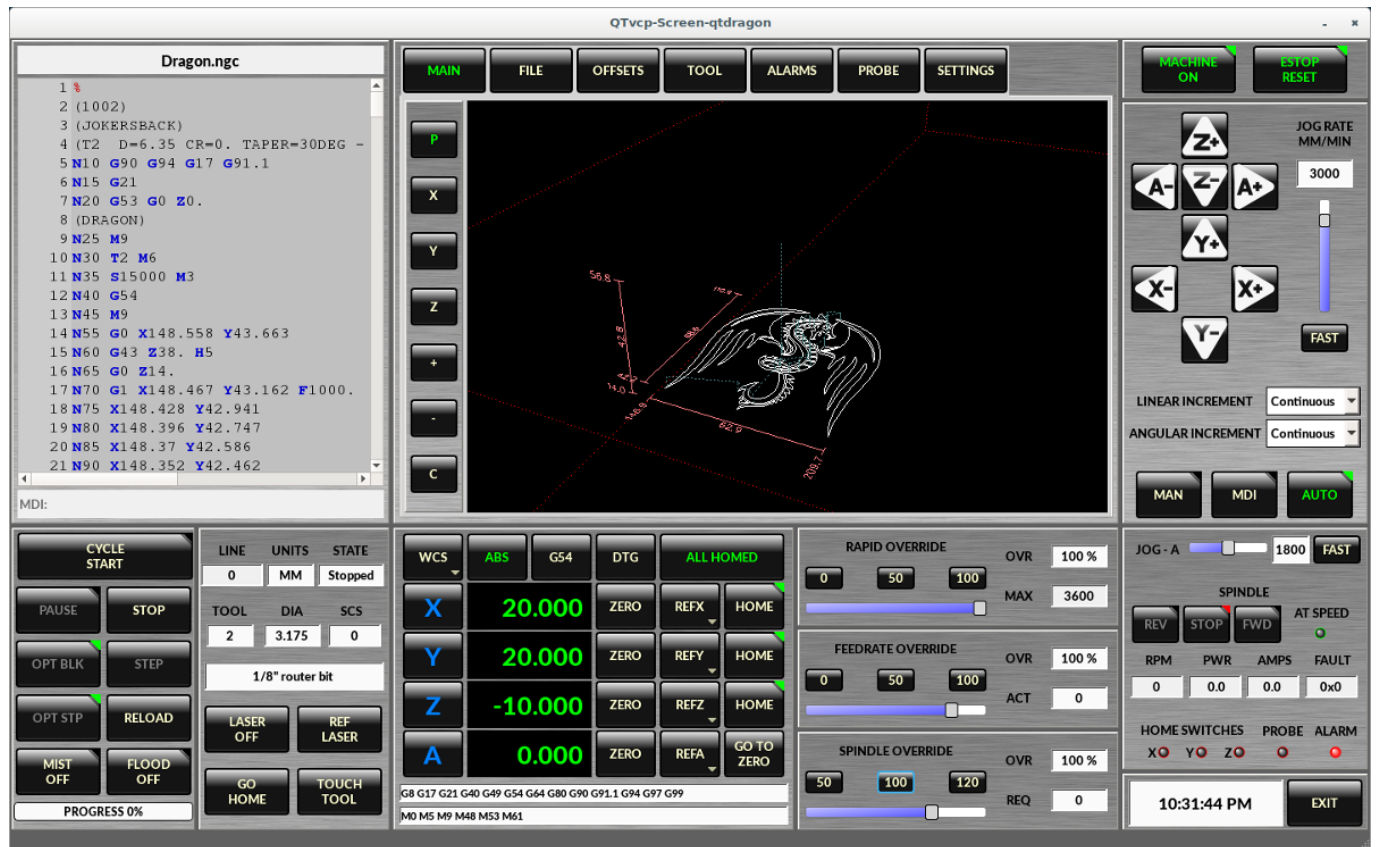 QTvcp-Screen-qtdragon
Dragon.ngc
1 %
2 (1002)
3 (JOKERSBACK)
4 (T2 D=6.35 CR=0. TAPER=30DEG -
5 N10 G90 G94 G17 G91.1
6 N15 G21
7 N20 G53 G0 Z0.
8 (DRAGON)
9 N25 M9
10 N30 T2 M6
11 N35 S15000 M3
12 N40 G54
13 N45 M9
14 N55 G0 X148.558 Y43.663
15 N60 G43 Z38. H5
16 N65 G0 Z14.
17 N70 G1 X148.467 Y43.162 F1000.
18 N75 X148.428 Y42.941
19 N80 X148.396 Y42.747
20 N85 X148.37 Y42.586
21 N90 X148.352 Y42.462
MDI:
MAIN FILE OFFSETS TOOL ALARMS PROBE SETTINGS
P
X
Y
Z
+
-
C
56.8
42.8
14.0
146.9
62.9
209.7
MACHINE ON
ESTOP RESET
Z+
JOG RATE
MM/MIN
3000
A- Z- A+
Y+
X- X+
Y-
FAST
LINEAR INCREMENT Continuous
ANGULAR INCREMENT Continuous
MAN MDI AUTO
CYCLE
START
PAUSE STOP
OPT BLK STEP
OPT STP RELOAD
MIST OFF
FLOOD OFF
PROGRESS 0%
LINE UNITS STATE
0 MM Stopped
TOOL DIA SCS
2 3.175 0
1/8" router bit
LASER OFF
REF LASER
GO HOME
TOUCH TOOL
WCS ABS G54 DTG ALL HOMED
X 20.000 ZERO REFX HOME
Y 20.000 ZERO REFY HOME
Z -10.000 ZERO REFZ HOME
A 0.000 ZERO REFA GO TO ZERO
G8 G17 G21 G40 G49 G54 G64 G80 G90 G91.1 G94 G97 G99
M0 M5 M9 M48 M53 M61
RAPID OVERRIDE
OVR 100 %
0 50 100
MAX 3600
FEEDRATE OVERRIDE
OVR 100 %
0 50 100
ACT 0
SPINDLE OVERRIDE
OVR 100 %
50 100 120
REQ 0
JOG - A 1800 FAST
SPINDLE
REV STOP FWD AT SPEED
RPM PWR AMPS FAULT
0 0.0 0.0 0x0
HOME SWITCHES PROBE ALARM
X Y Z
10:31:44 PM EXIT